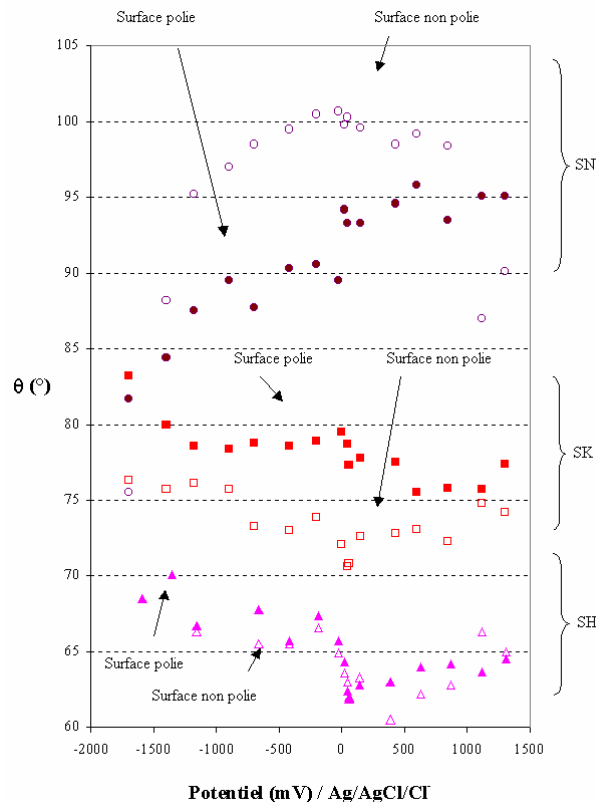 Surface polie
Surface non polie
105
100
95
90
85
80
75
70
65
60
θ (°)
SN
Surface polie
Surface non polie
SK
SH
Surface polie
Surface non polie
-2000 -1500 -1000 -500 0 500 1000 1500
Potentiel (mV) / Ag/AgCl/Cl-